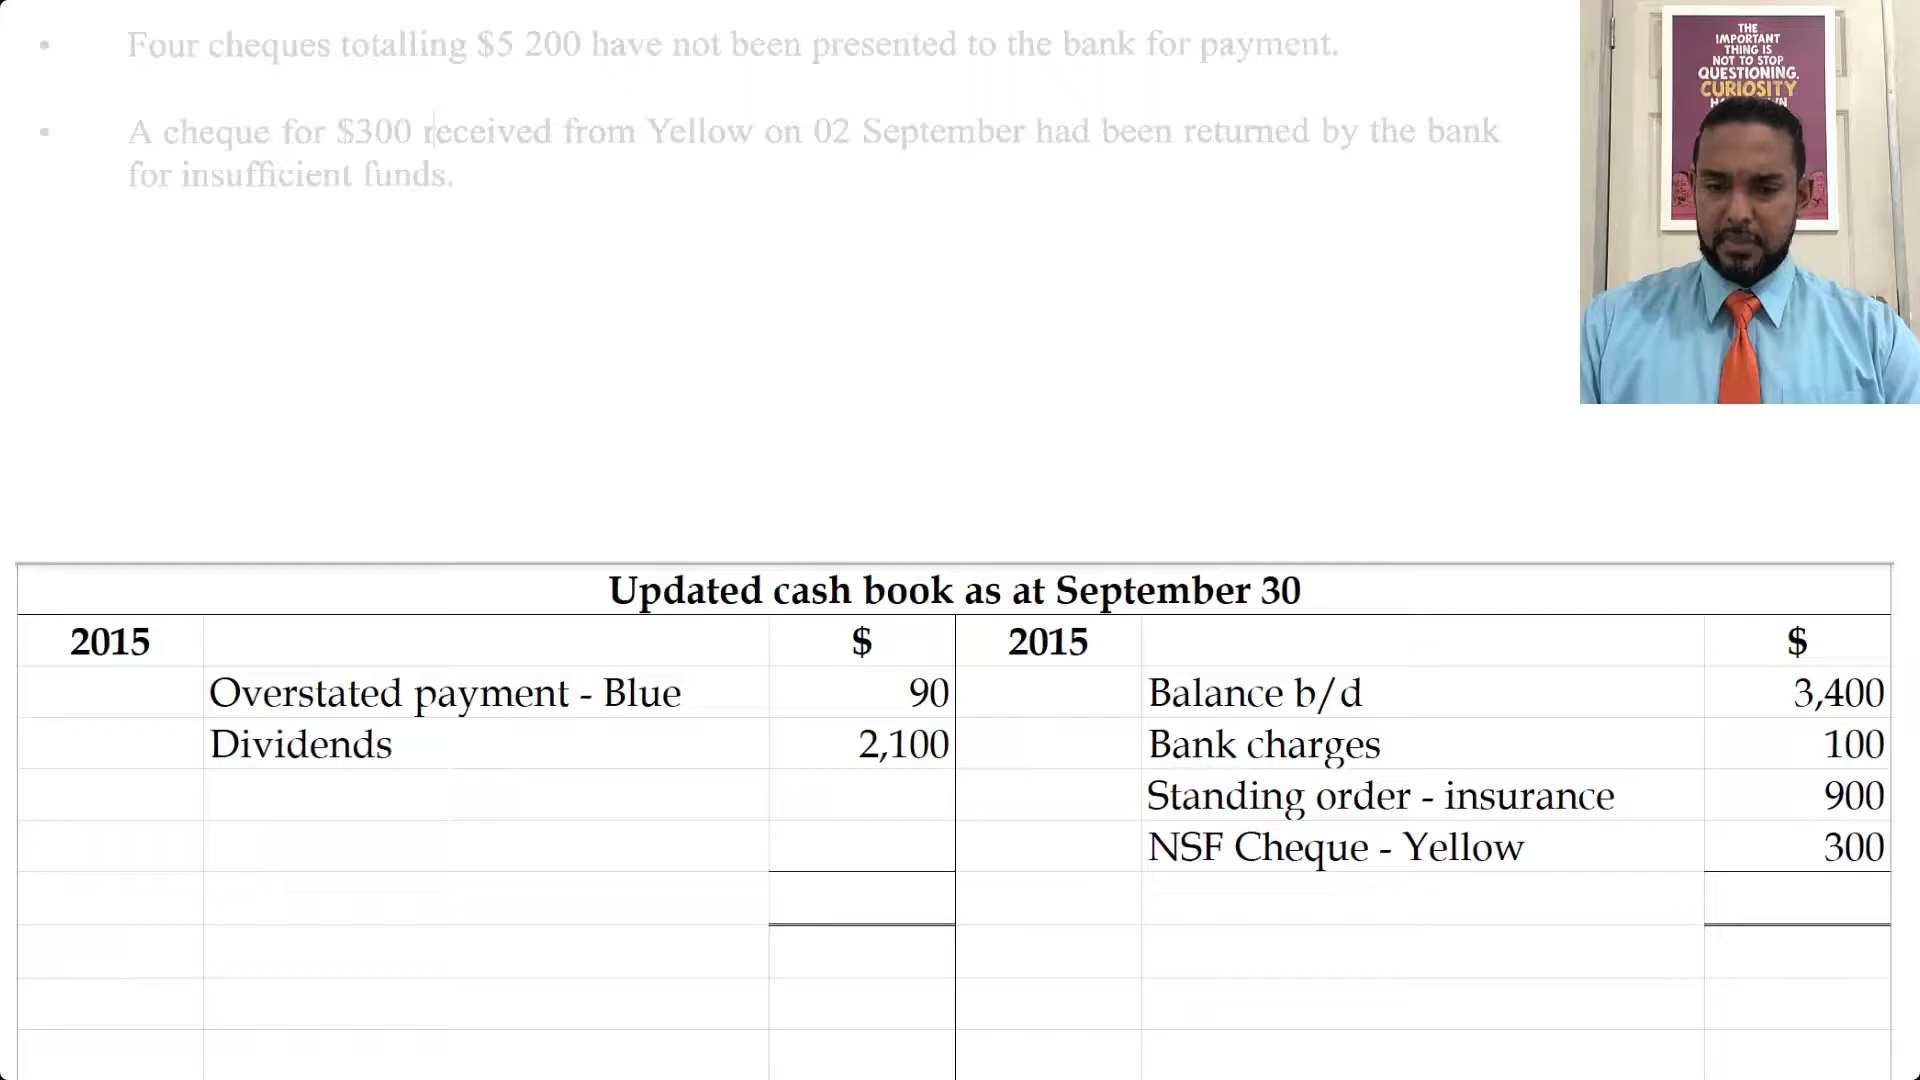 • Four cheques totalling $5 200 have not been presented to the bank for payment.
• A cheque for $300 received from Yellow on 02 September had been returned by the bank
for insufficient funds.
THE
IMPORTANT
THING IS
NOT TO STOP
QUESTIONING.
CURIOSITY
Updated cash book as at September 30
2015 $ 2015 $
Overstated payment - Blue 90 Balance b/d 3,400
Dividends 2,100 Bank charges 100
Standing order - insurance 900
NSF Cheque - Yellow 300